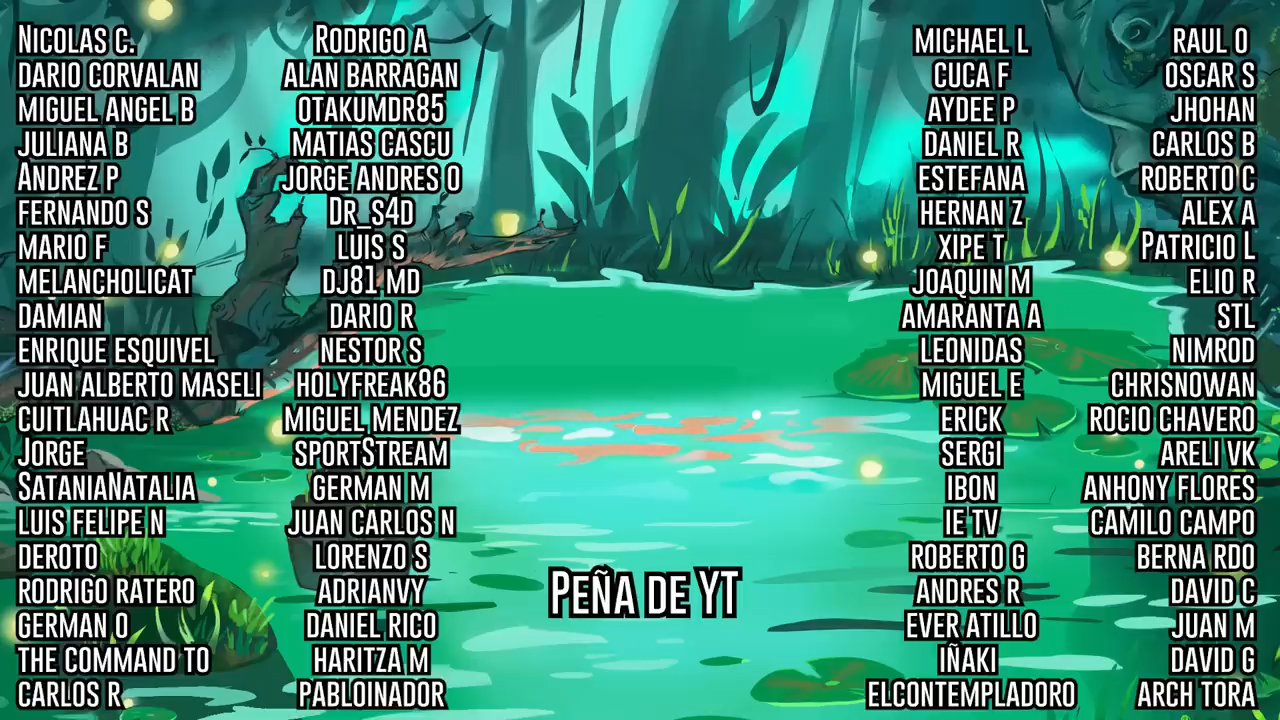 Nicolas C.
DARIO CORVALAN
MIGUEL ANGEL B
JULIANA B
Andrez P
FERNANDO S
MARIO F
MELANCHOLICAT
DAMIAN
ENRIQUE ESQUIVEL
JUAN ALBERTO MASELI
CUITLAHUAC R
Jorge
SataniaNatalia
LUIS FELIPE N
DEROTO
RODRIGO RATERO
GERMAN O
THE COMMAND TO
CARLOS R
Rodrigo A
ALAN BARRAGAN
OTAKUMDR85
MATIAS CASCU
JORGE ANDRES O
Dr_s4d
LUIS S
DJ81 MD
DARIO R
NESTOR S
HOLYFREAK86
MIGUEL MENDEZ
SPORTSTREAM
GERMAN M
JUAN CARLOS N
LORENZO S
ADRIANVY
DANIEL RICO
HARITZA M
PABLOINADOR
Peña de YT
MICHAEL L
CUCA F
AYDEE P
DANIEL R
ESTEFANA
HERNAN Z
XIPE T
JOAQUIN M
AMARANTA A
LEONIDAS
MIGUEL E
ERICK
SERGI
IBON
IE TV
ROBERTO G
ANDRES R
EVER ATILLO
IÑAKI
ELCONTEMPLADORO
RAUL O
OSCAR S
JHOHAN
CARLOS B
ROBERTO C
ALEX A
Patricio L
ELIO R
STL
NIMROD
CHRISNOWAN
ROCIO CHAVERO
ARELI VK
ANHONY FLORES
CAMILO CAMPO
BERNA RDO
DAVID C
JUAN M
DAVID G
ARCH TORA